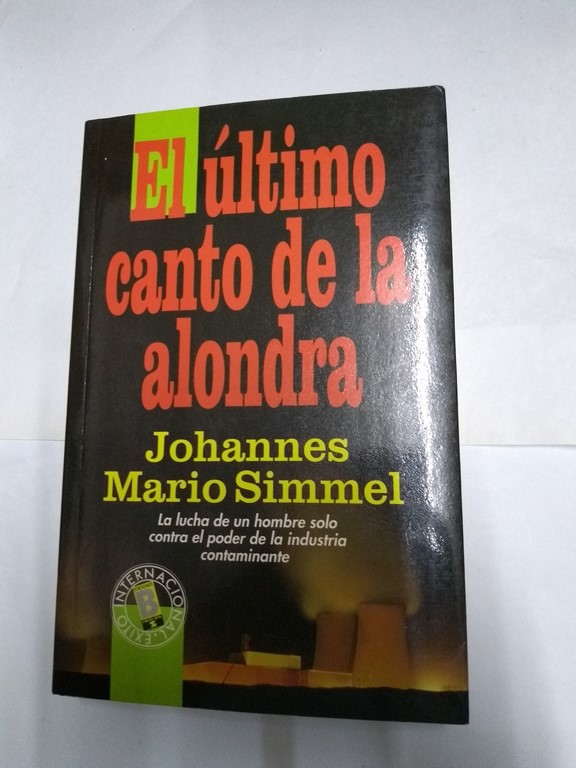 El último
canto de la
alondra
Johannes
Mario Simmel
La lucha de un hombre solo
contra el poder de la industria
contaminante
INTERNACIONAL
EXITO
B